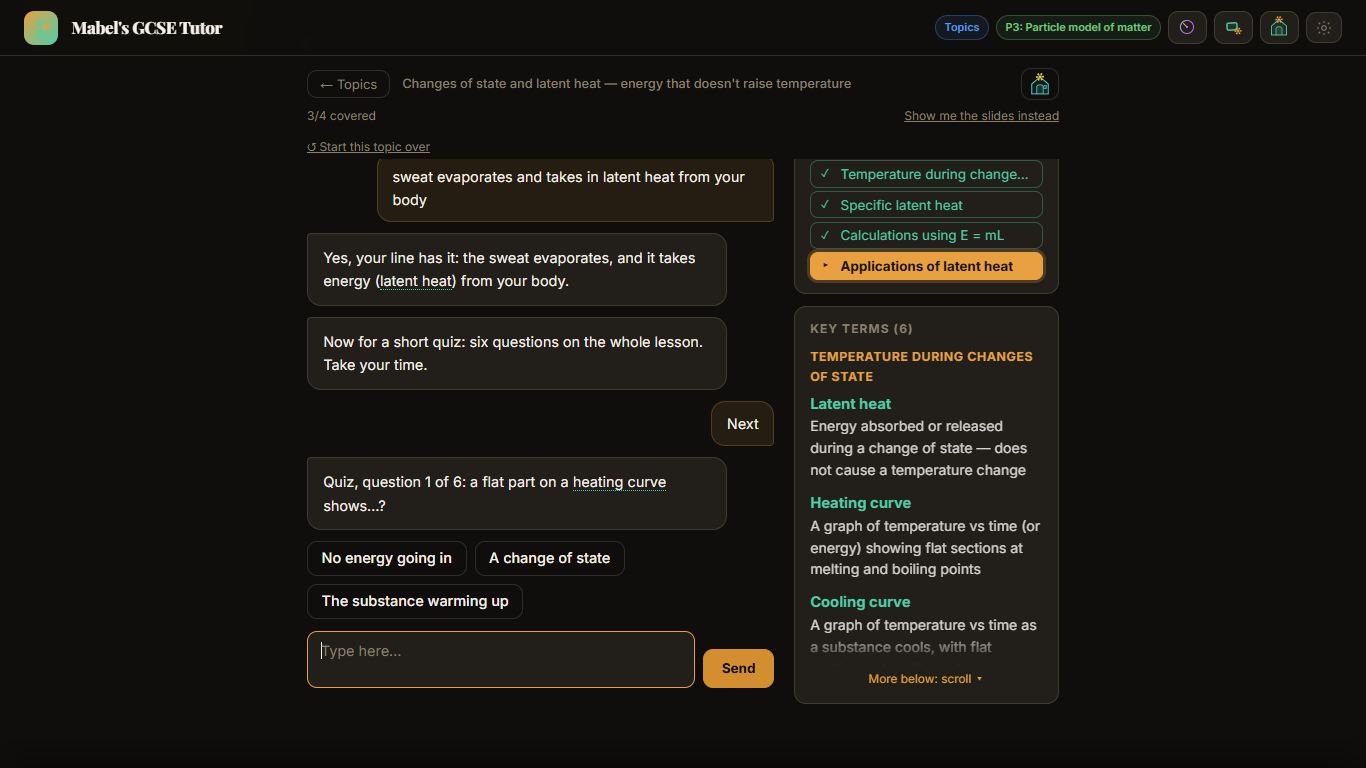 Mabel's GCSE Tutor
Topics
P3: Particle model of matter
← Topics
Changes of state and latent heat — energy that doesn't raise temperature
3/4 covered
Show me the slides instead
↺ Start this topic over
sweat evaporates and takes in latent heat from your
body
Yes, your line has it: the sweat evaporates, and it takes
energy (latent heat) from your body.
Now for a short quiz: six questions on the whole lesson.
Take your time.
Next
Quiz, question 1 of 6: a flat part on a heating curve
shows...?
No energy going in
A change of state
The substance warming up
Type here...
Send
✓ Temperature during change...
✓ Specific latent heat
✓ Calculations using E = mL
‣ Applications of latent heat
KEY TERMS (6)
TEMPERATURE DURING CHANGES
OF STATE
Latent heat
Energy absorbed or released
during a change of state — does
not cause a temperature change
Heating curve
A graph of temperature vs time (or
energy) showing flat sections at
melting and boiling points
Cooling curve
A graph of temperature vs time as
a substance cools, with flat
More below: scroll ▾